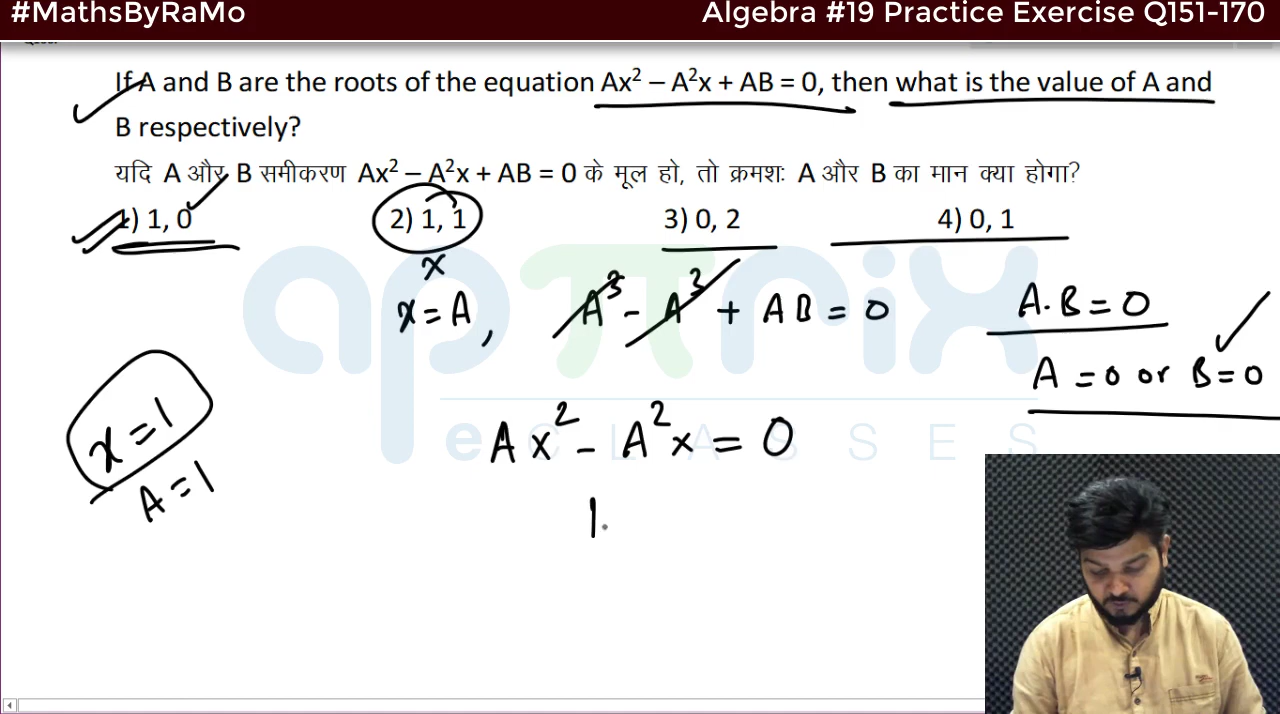 #MathsByRaMo
Algebra #19 Practice Exercise Q151-170
If A and B are the roots of the equation Ax² – A²x + AB = 0, then what is the value of A and
B respectively?
यदि A और B समीकरण Ax² – A²x + AB = 0 के मूल हो, तो क्रमशः A और B का मान क्या होगा?
1) 1, 0 2) 1, 1 3) 0, 2 4) 0, 1
x
x = A, A³ - A³ + AB = 0
A·B = 0
A = 0 or B = 0
x = 1
A = 1
Ax² - A²x = 0
1·
aptπrix
eCLASSES